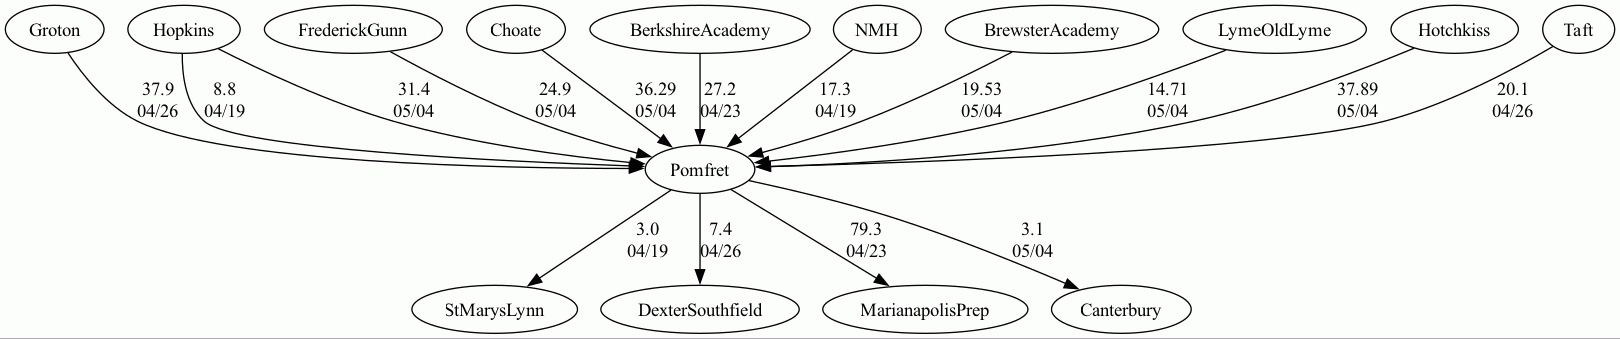 Groton
Hopkins
FrederickGunn
Choate
BerkshireAcademy
NMH
BrewsterAcademy
LymeOldLyme
Hotchkiss
Taft
37.9
04/26
8.8
04/19
31.4
05/04
24.9
05/04
36.29
05/04
27.2
04/23
17.3
04/19
19.53
05/04
14.71
05/04
37.89
05/04
20.1
04/26
Pomfret
3.0
04/19
7.4
04/26
79.3
04/23
3.1
05/04
StMarysLynn
DexterSouthfield
MarianapolisPrep
Canterbury